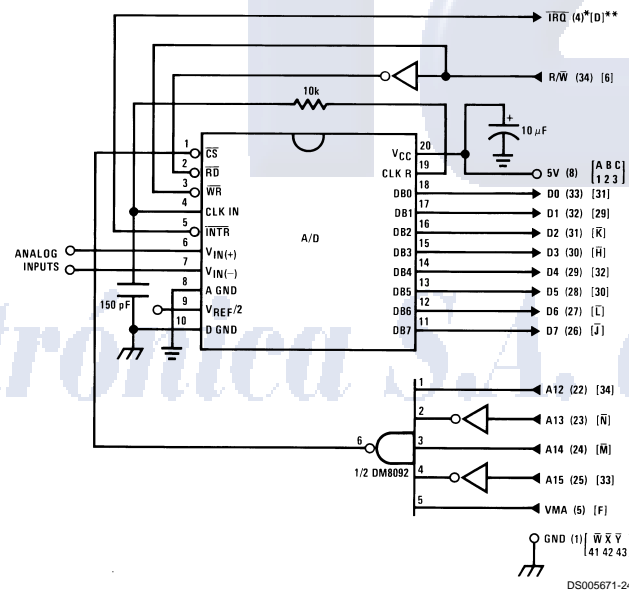 I̅R̅Q̅ (4)*[D]**
R/W̅ (34) [6]
10k
+
10 µF
1 C̅S̅
2 R̅D̅
3 W̅R̅
4 CLK IN
5 I̅N̅T̅R̅
6 VIN(+)
7 VIN(−)
8 A GND
9 VREF/2
10 D GND
A/D
ANALOG
INPUTS
150 pF
VCC 20
CLK R 19
DB0 18
DB1 17
DB2 16
DB3 15
DB4 14
DB5 13
DB6 12
DB7 11
5V (8) [A B C
1 2 3]
D0 (33) [31]
D1 (32) [29]
D2 (31) [K̅]
D3 (30) [H̅]
D4 (29) [32]
D5 (28) [30]
D6 (27) [L̅]
D7 (26) [J̅]
1 A12 (22) [34]
2 A13 (23) [N̅]
3 A14 (24) [M̅]
4 A15 (25) [33]
5 VMA (5) [F]
6
1/2 DM8092
GND (1) [W̅ X̅ Y̅
41 42 43
DS005671-24
ctrónica S.A.